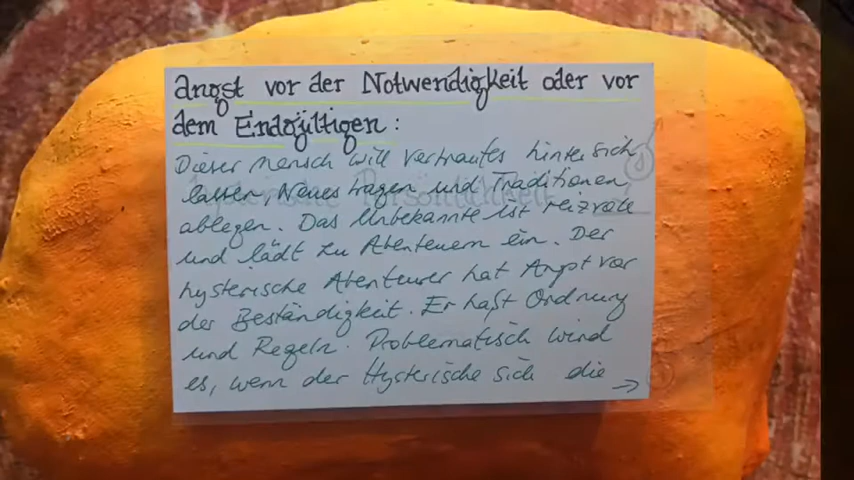 Angst vor der Notwendigkeit oder vor
dem Endgültigen:
Dieser Mensch will Vertrautes hinter sich
lassen, Neues wagen und Traditionen
ablegen. Das Unbekannte ist reizvoll
und lädt zu Abenteuern ein. Der
hysterische Abenteurer hat Angst vor
der Beständigkeit. Er haßt Ordnung
und Regeln. Problematisch wird
es, wenn der Hysterische sich die →